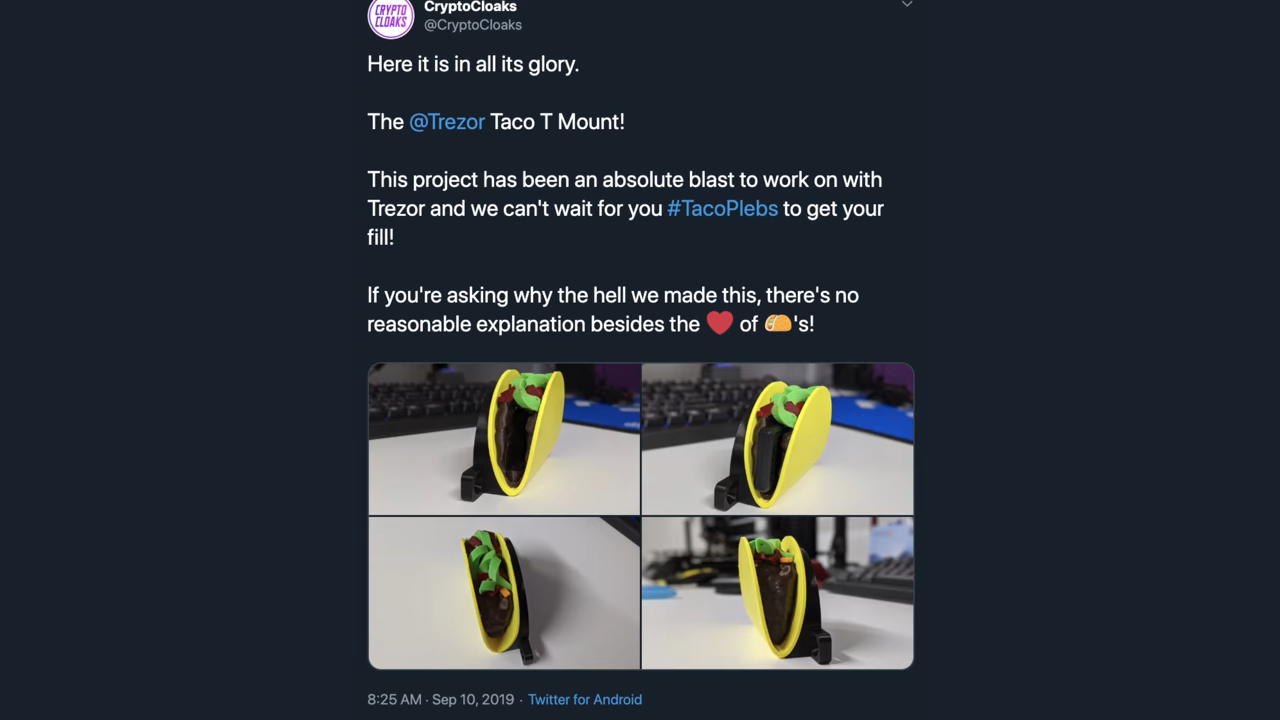 CRYPTO
CLOAKS
CryptoCloaks
@CryptoCloaks
Here it is in all its glory.
The @Trezor Taco T Mount!
This project has been an absolute blast to work on with
Trezor and we can't wait for you #TacoPlebs to get your
fill!
If you're asking why the hell we made this, there's no
reasonable explanation besides the ❤️ of 🌮's!
8:25 AM · Sep 10, 2019 · Twitter for Android